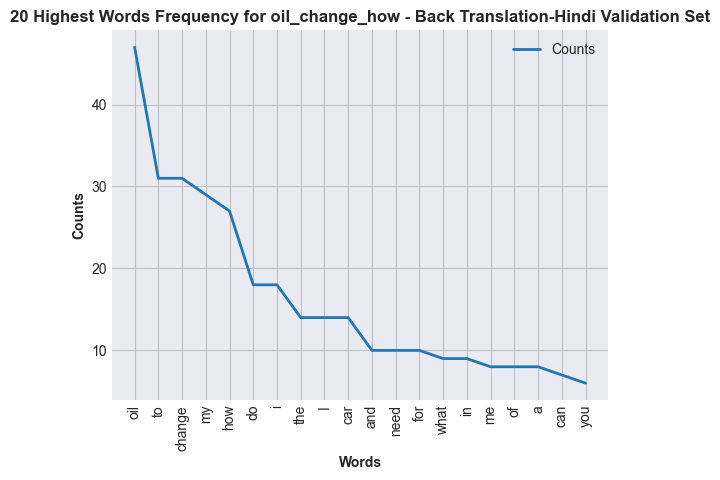 20 Highest Words Frequency for oil_change_how - Back Translation-Hindi Validation Set
Counts
Counts
40
30
20
10
oil
to
change
my
how
do
i
the
I
car
and
need
for
what
in
me
of
a
can
you
Words